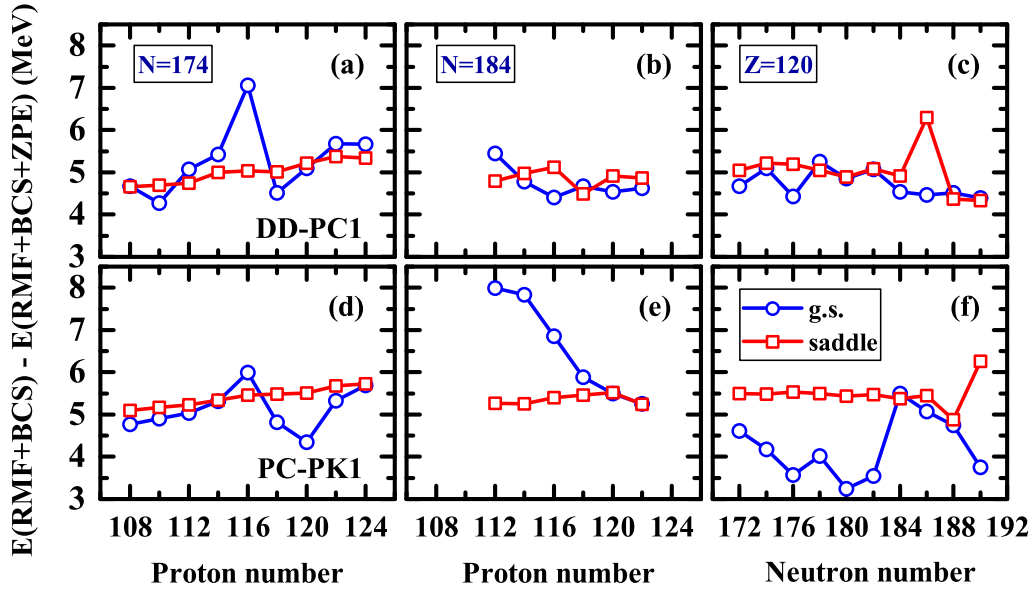 E(RMF+BCS) - E(RMF+BCS+ZPE) (MeV)
8
7
6
5
4
3
N=174
(a)
DD-PC1
N=184
(b)
Z=120
(c)
8
7
6
5
4
3
(d)
PC-PK1
(e)
g.s.
saddle
(f)
108 112 116 120 124
108 112 116 120 124
172 176 180 184 188 192
Proton number
Proton number
Neutron number